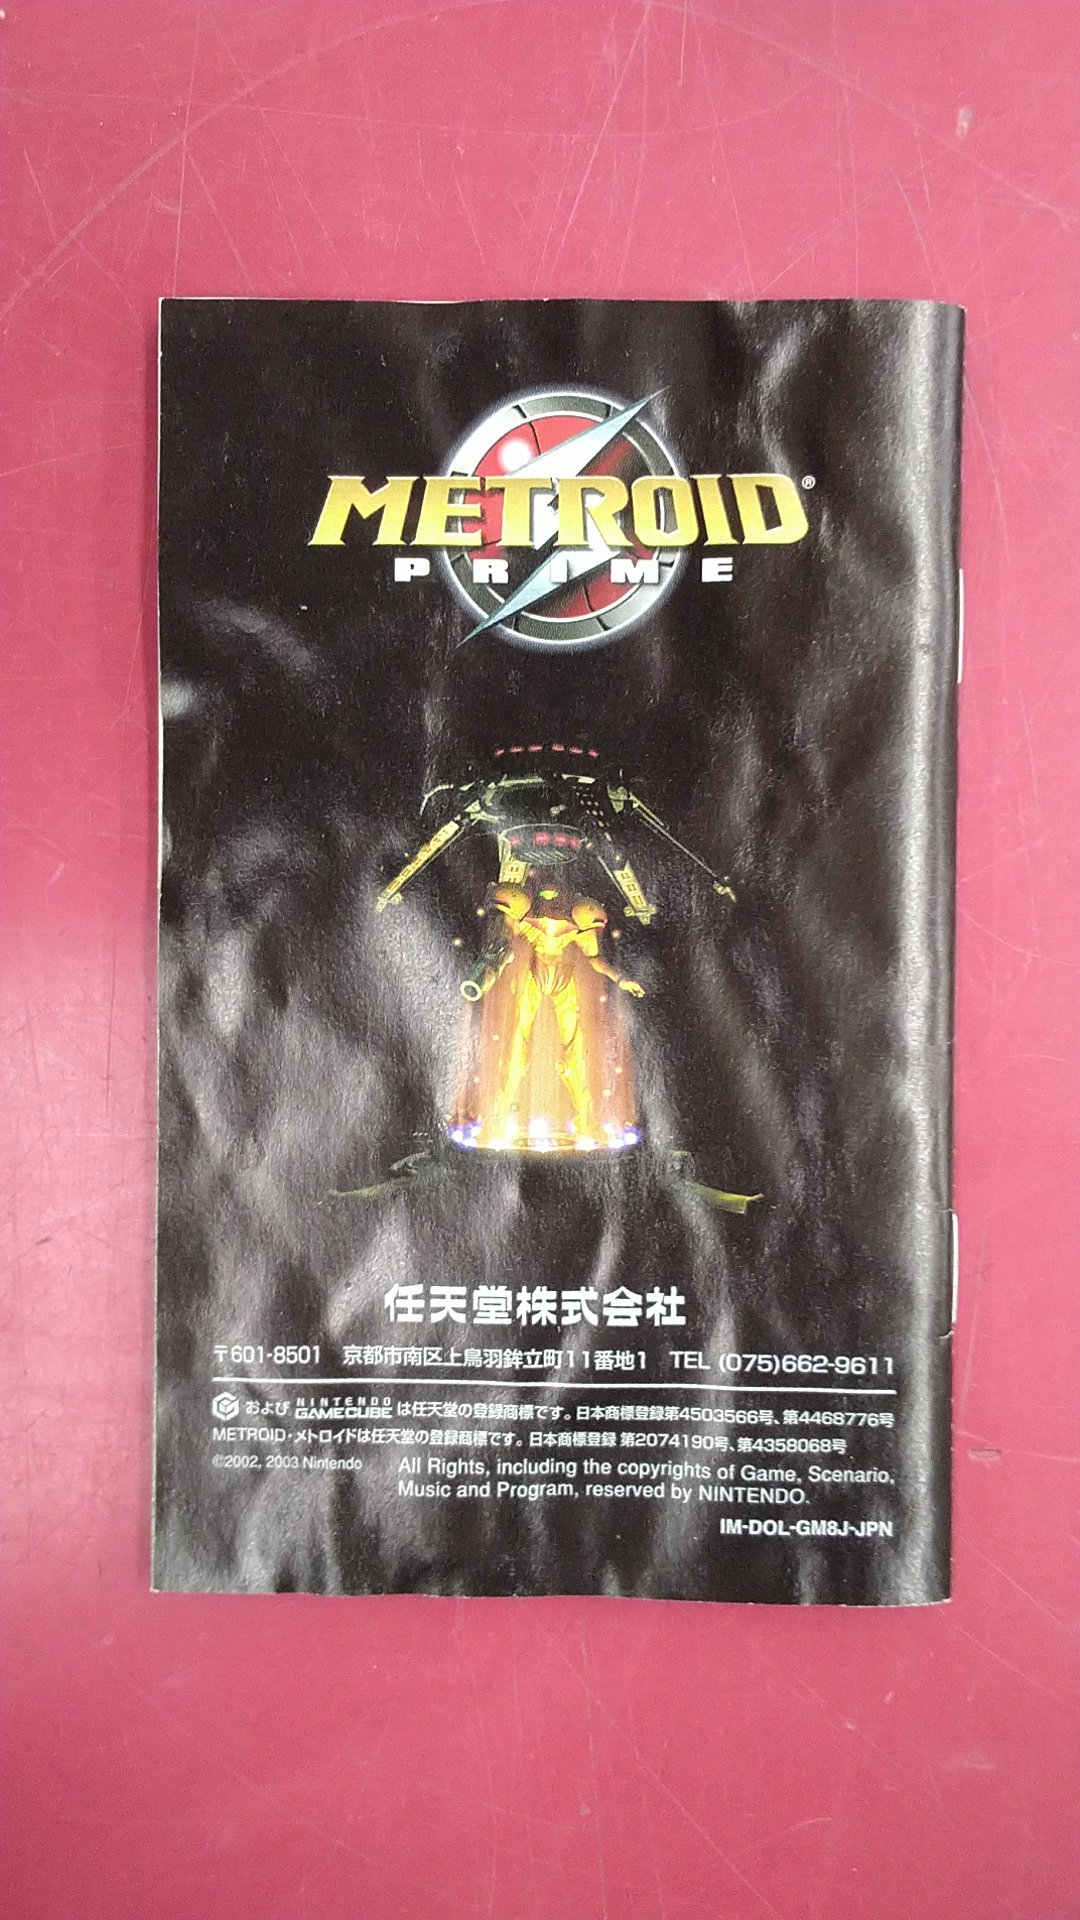 METROID®
PRIME
任天堂株式会社
〒601-8501 京都市南区上鳥羽鉾立町11番地1 TEL (075)662-9611
および NINTENDO GAMECUBE は任天堂の登録商標です。日本商標登録第4503566号、第4468776号
METROID・メトロイドは任天堂の登録商標です。日本商標登録 第2074190号、第4358068号
©2002, 2003 Nintendo All Rights, including the copyrights of Game, Scenario,
Music and Program, reserved by NINTENDO.
IM-DOL-GM8J-JPN